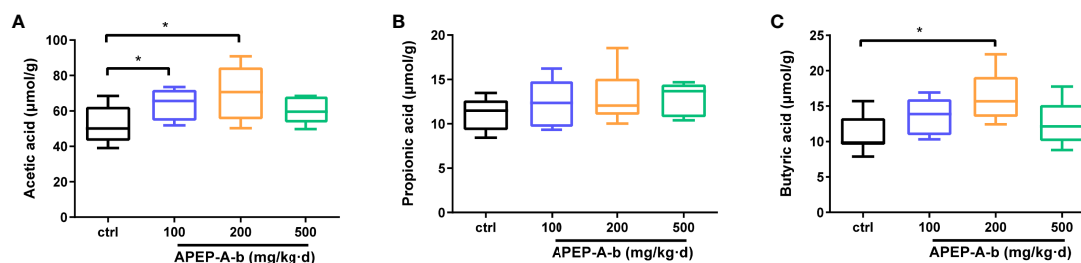 A
Acetic acid (μmol/g)
100
80
60
40
20
0
*
*
ctrl 100 200 500
APEP-A-b (mg/kg·d)
B
Propionic acid (μmol/g)
20
15
10
5
0
ctrl 100 200 500
APEP-A-b (mg/kg·d)
C
Butyric acid (μmol/g)
25
20
15
10
5
0
*
ctrl 100 200 500
APEP-A-b (mg/kg·d)